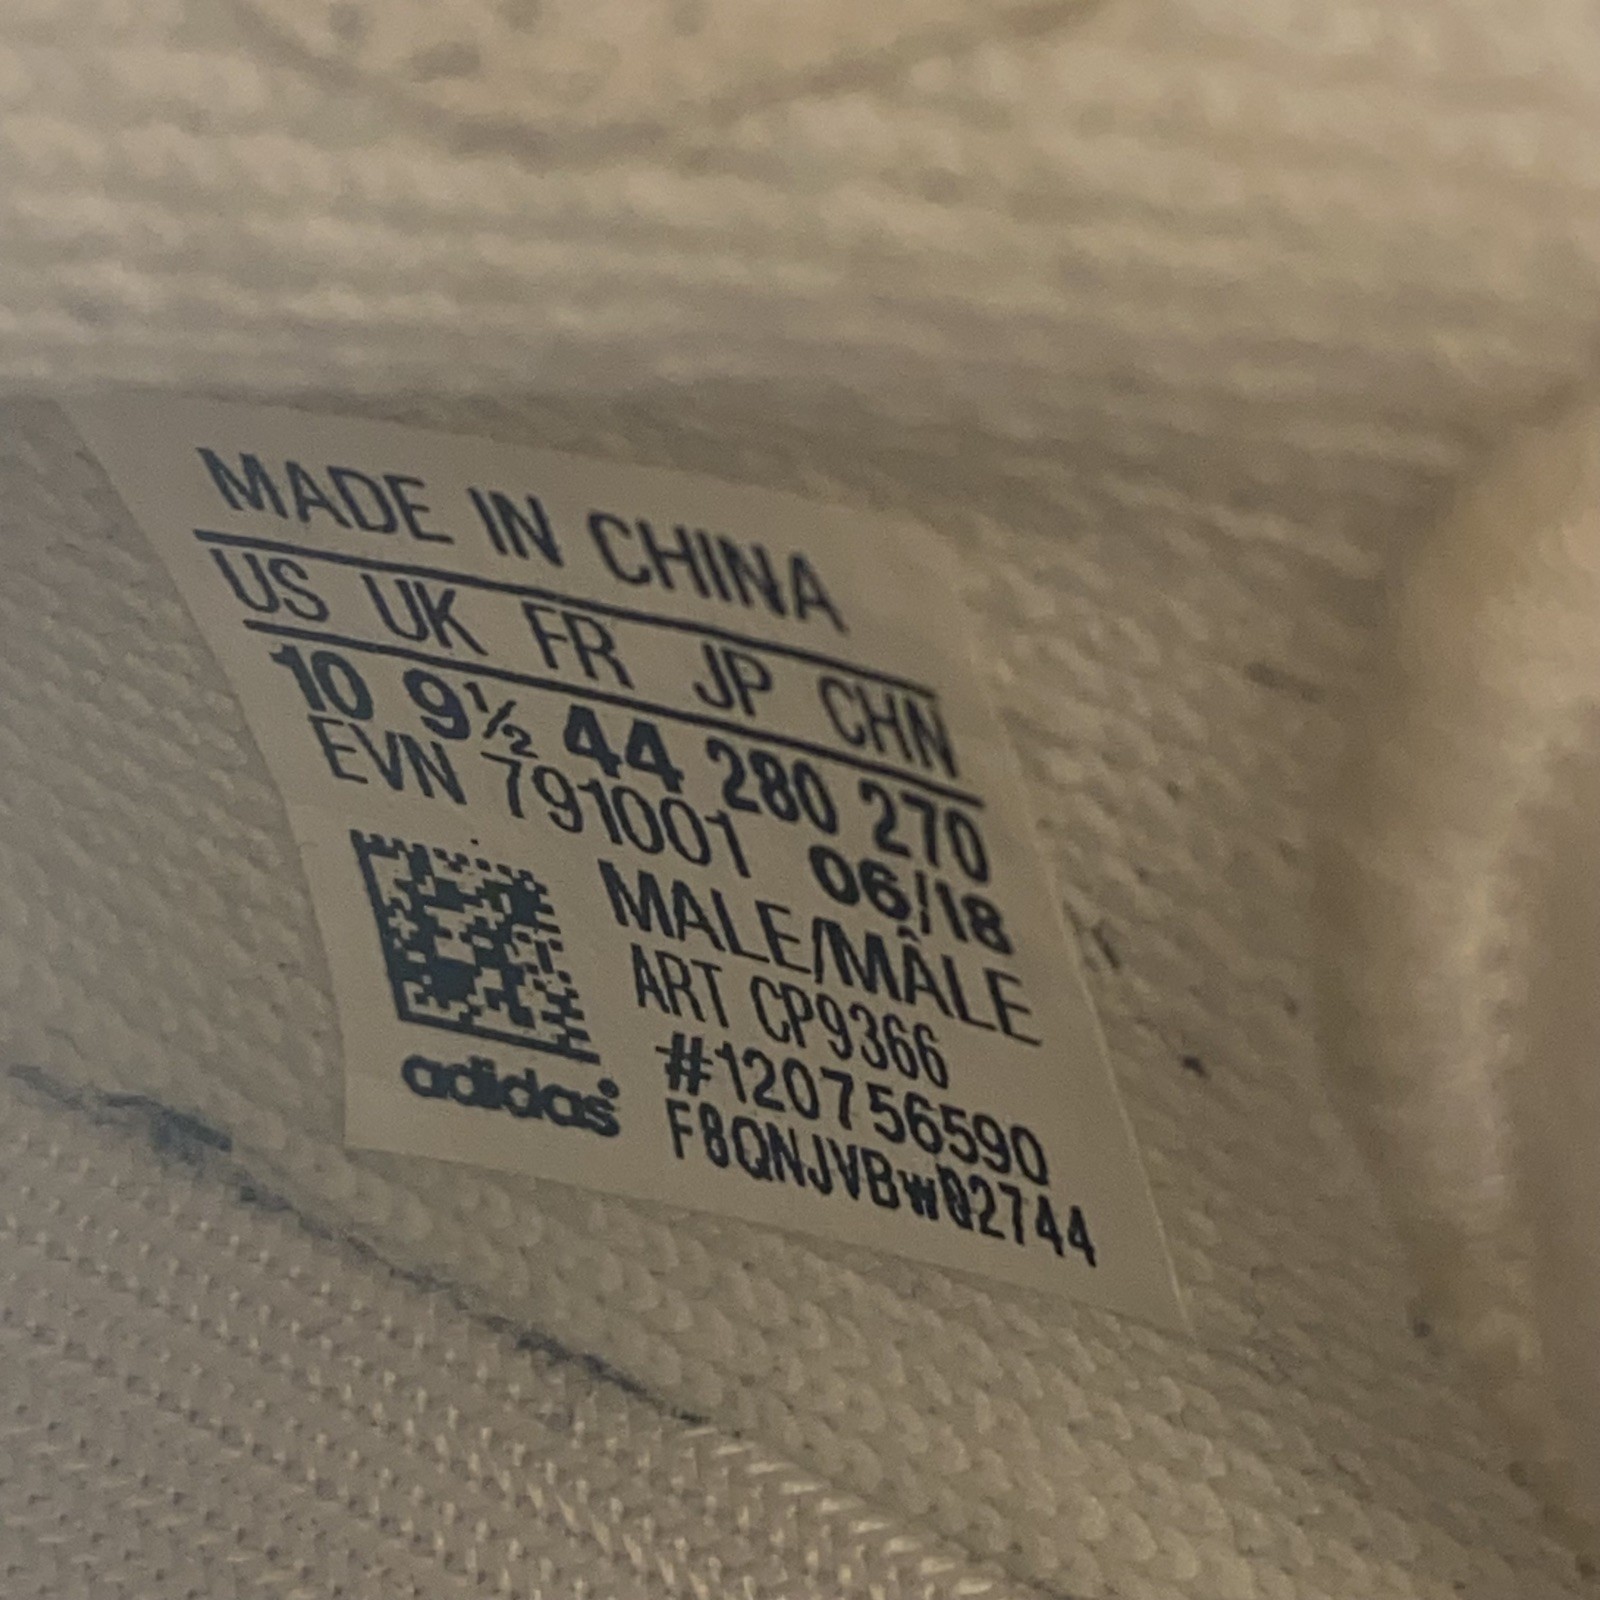 MADE IN CHINA
US UK FR JP CHN
10 9½ 44 280 270
EVN 791001 06/18
MALE/MÂLE
ART CP9366
#120756590
F8QNJVBW02744
adidas